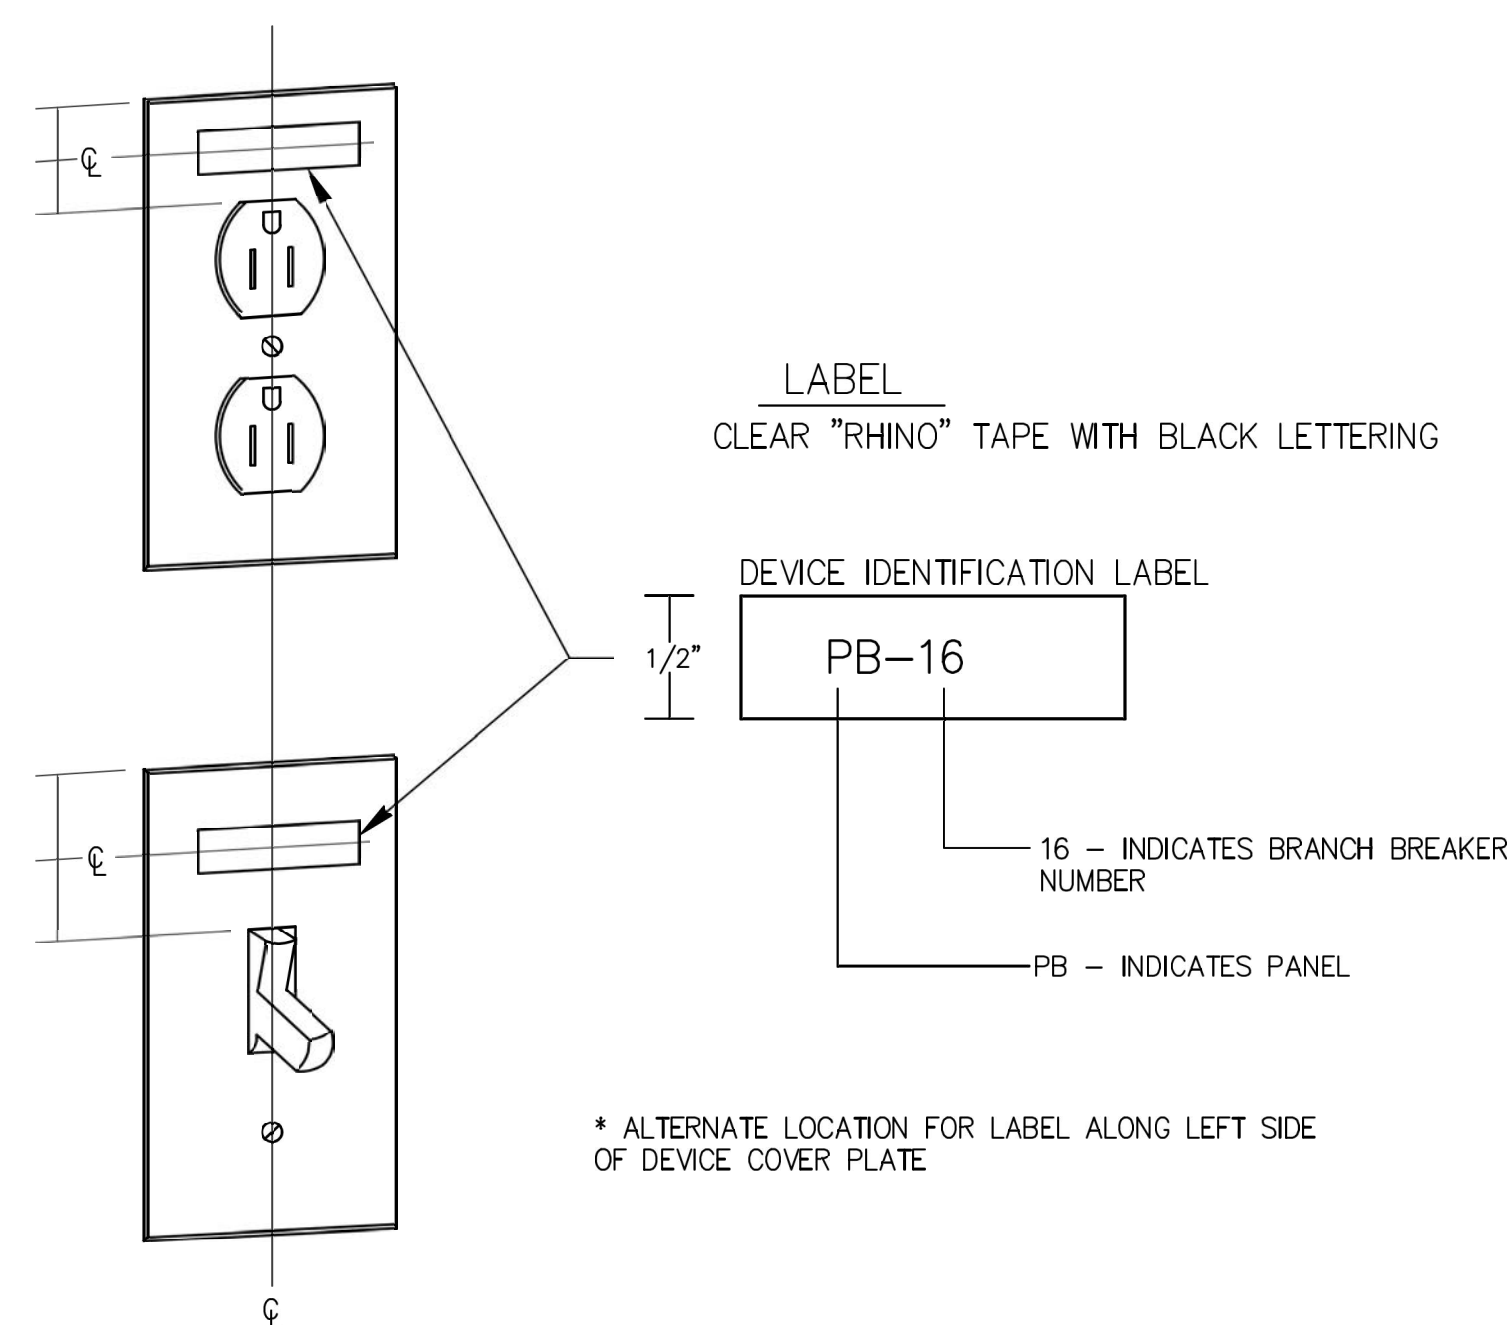 ℄
LABEL
CLEAR ”RHINO” TAPE WITH BLACK LETTERING
DEVICE IDENTIFICATION LABEL
1/2”
PB–16
℄
16 – INDICATES BRANCH BREAKER
NUMBER
PB – INDICATES PANEL
* ALTERNATE LOCATION FOR LABEL ALONG LEFT SIDE
OF DEVICE COVER PLATE
℄